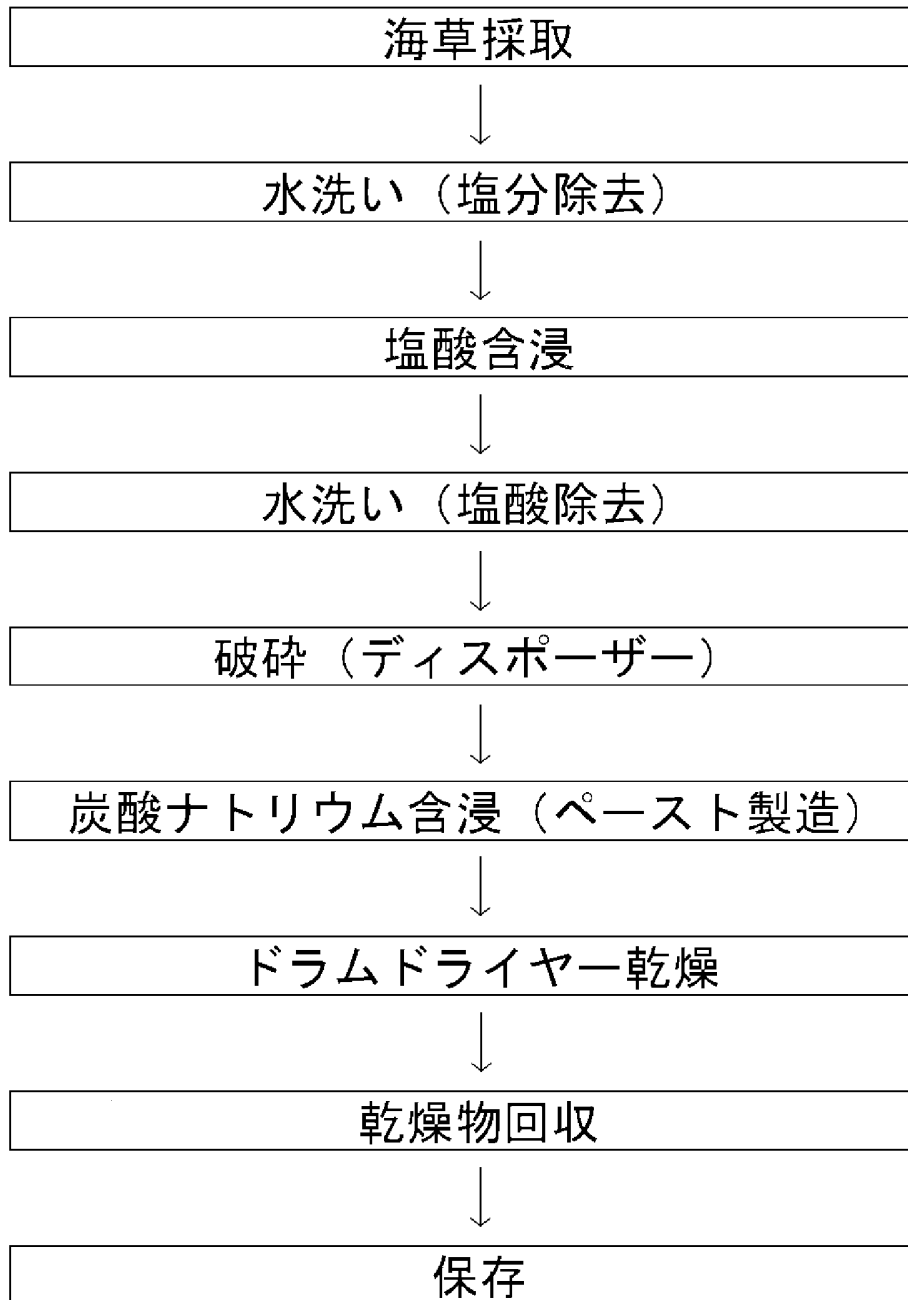 海草採取
↓
水洗い（塩分除去）
↓
塩酸含浸
↓
水洗い（塩酸除去）
↓
破砕（ディスポーザー）
↓
炭酸ナトリウム含浸（ペースト製造）
↓
ドラムドライヤー乾燥
↓
乾燥物回収
↓
保存